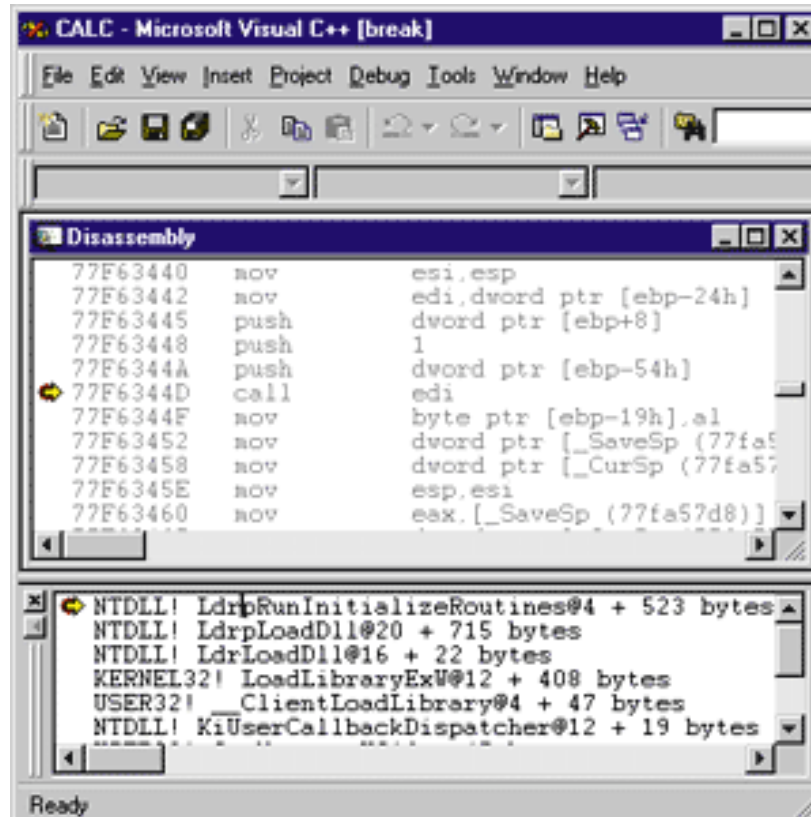 CALC - Microsoft Visual C++ [break]
File Edit View Insert Project Debug Tools Window Help
Disassembly
77F63440 mov esi,esp
77F63442 mov edi,dword ptr [ebp-24h]
77F63445 push dword ptr [ebp+8]
77F63448 push 1
77F6344A push dword ptr [ebp-54h]
77F6344D call edi
77F6344F mov byte ptr [ebp-19h],al
77F63452 mov dword ptr [_SaveSp (77fa5
77F63458 mov dword ptr [_CurSp (77fa57
77F6345E mov esp,esi
77F63460 mov eax,[_SaveSp (77fa57d8)]
NTDLL! LdrpRunInitializeRoutines@4 + 523 bytes
NTDLL! LdrpLoadDll@20 + 715 bytes
NTDLL! LdrLoadDll@16 + 22 bytes
KERNEL32! LoadLibraryExW@12 + 408 bytes
USER32! __ClientLoadLibrary@4 + 47 bytes
NTDLL! KiUserCallbackDispatcher@12 + 19 bytes
Ready